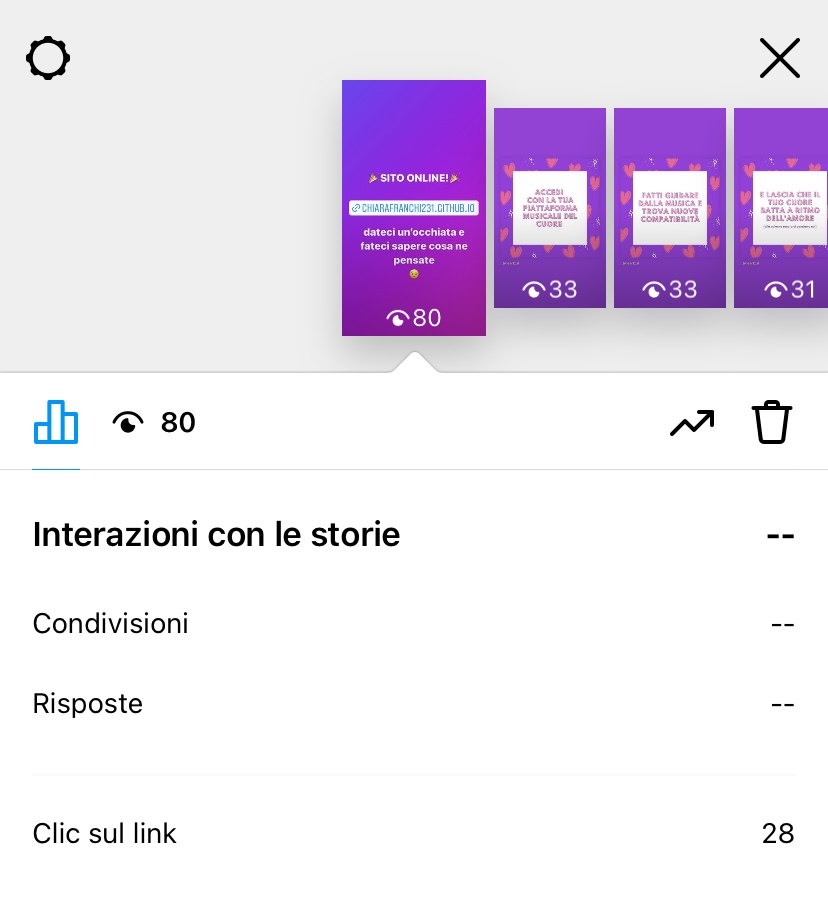 🎉 SITO ONLINE!🎉
CHIARAFRANCHI231.GITHUB.IO
dateci un'occhiata e
fateci sapere cosa ne
pensate
😉
80
ACCEDI
CON LA TUA
PIATTAFORMA
MUSICALE DEL
CUORE
33
FATTI GUIDARE
DALLA MUSICA E
TROVA NUOVE
COMPATIBILITÀ
33
E LASCIA CHE IL
TUO CUORE
BATTA A RITMO
DELL'AMORE
31
80
Interazioni con le storie --
Condivisioni --
Risposte --
Clic sul link 28